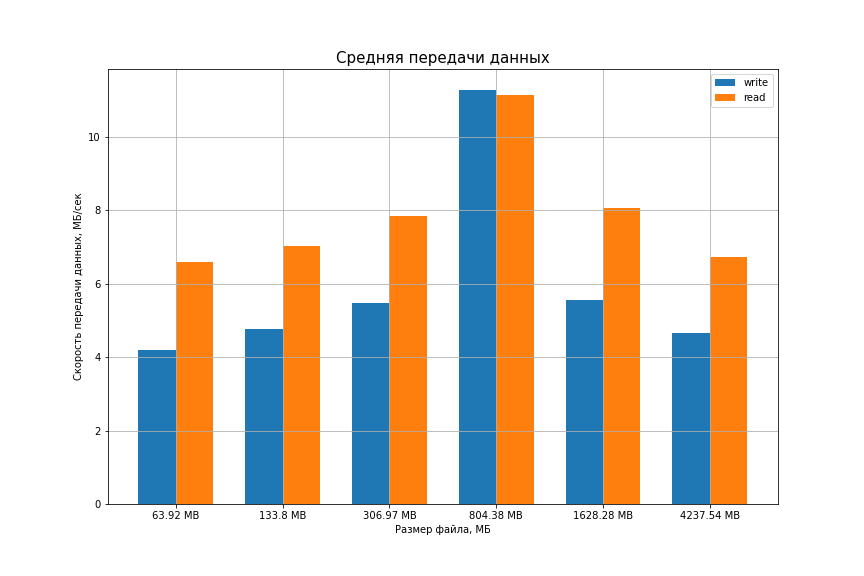 Средняя передачи данных
write
read
Скорость передачи данных, МБ/сек
10
8
6
4
2
0
63.92 MB
133.8 MB
306.97 MB
804.38 MB
1628.28 MB
4237.54 MB
Размер файла, МБ